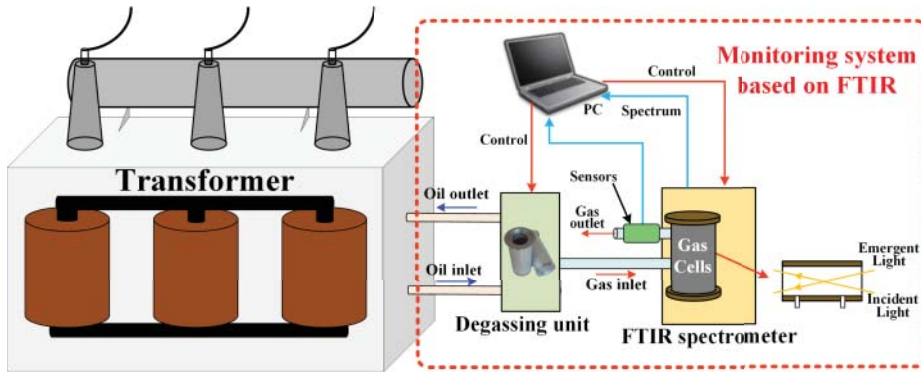 Monitoring system
based on FTIR
Control
PC
Spectrum
Control
Transformer
Sensors
Oil outlet
Gas
outlet
Gas
Cells
Emergent
Light
Oil inlet
Gas inlet
Incident
Light
Degassing unit
FTIR spectrometer